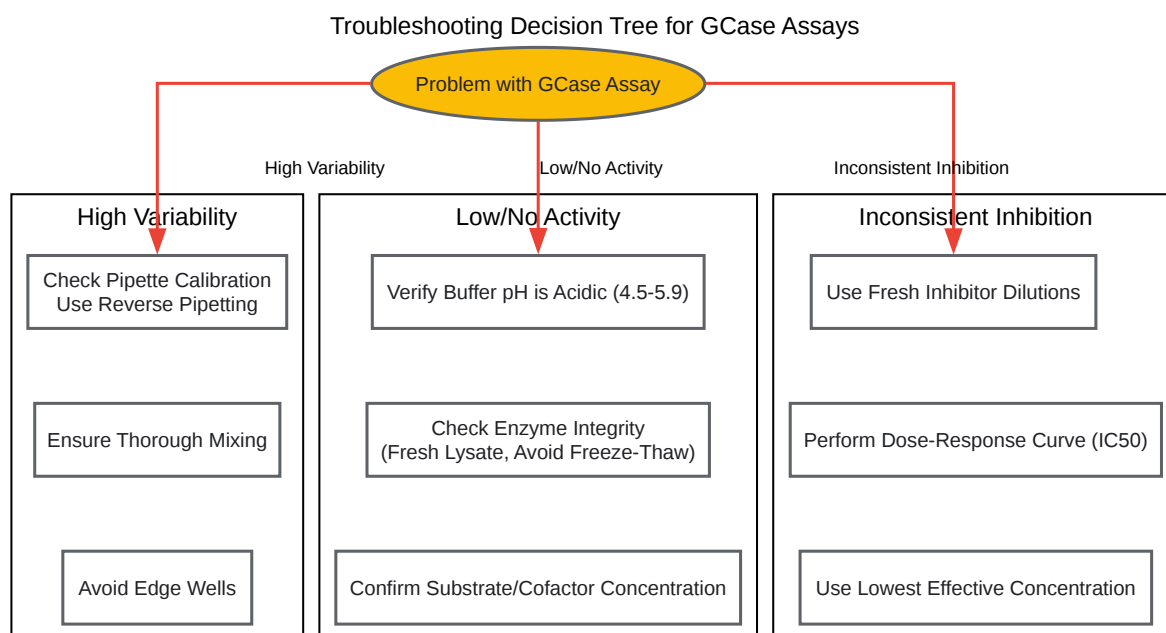 Troubleshooting Decision Tree for GCase Assays
Problem with GCase Assay
High Variability
Low/No Activity
Inconsistent Inhibition
High Variability
Check Pipette Calibration
Use Reverse Pipetting
Ensure Thorough Mixing
Avoid Edge Wells
Low/No Activity
Verify Buffer pH is Acidic (4.5-5.9)
Check Enzyme Integrity
(Fresh Lysate, Avoid Freeze-Thaw)
Confirm Substrate/Cofactor Concentration
Inconsistent Inhibition
Use Fresh Inhibitor Dilutions
Perform Dose-Response Curve (IC50)
Use Lowest Effective Concentration